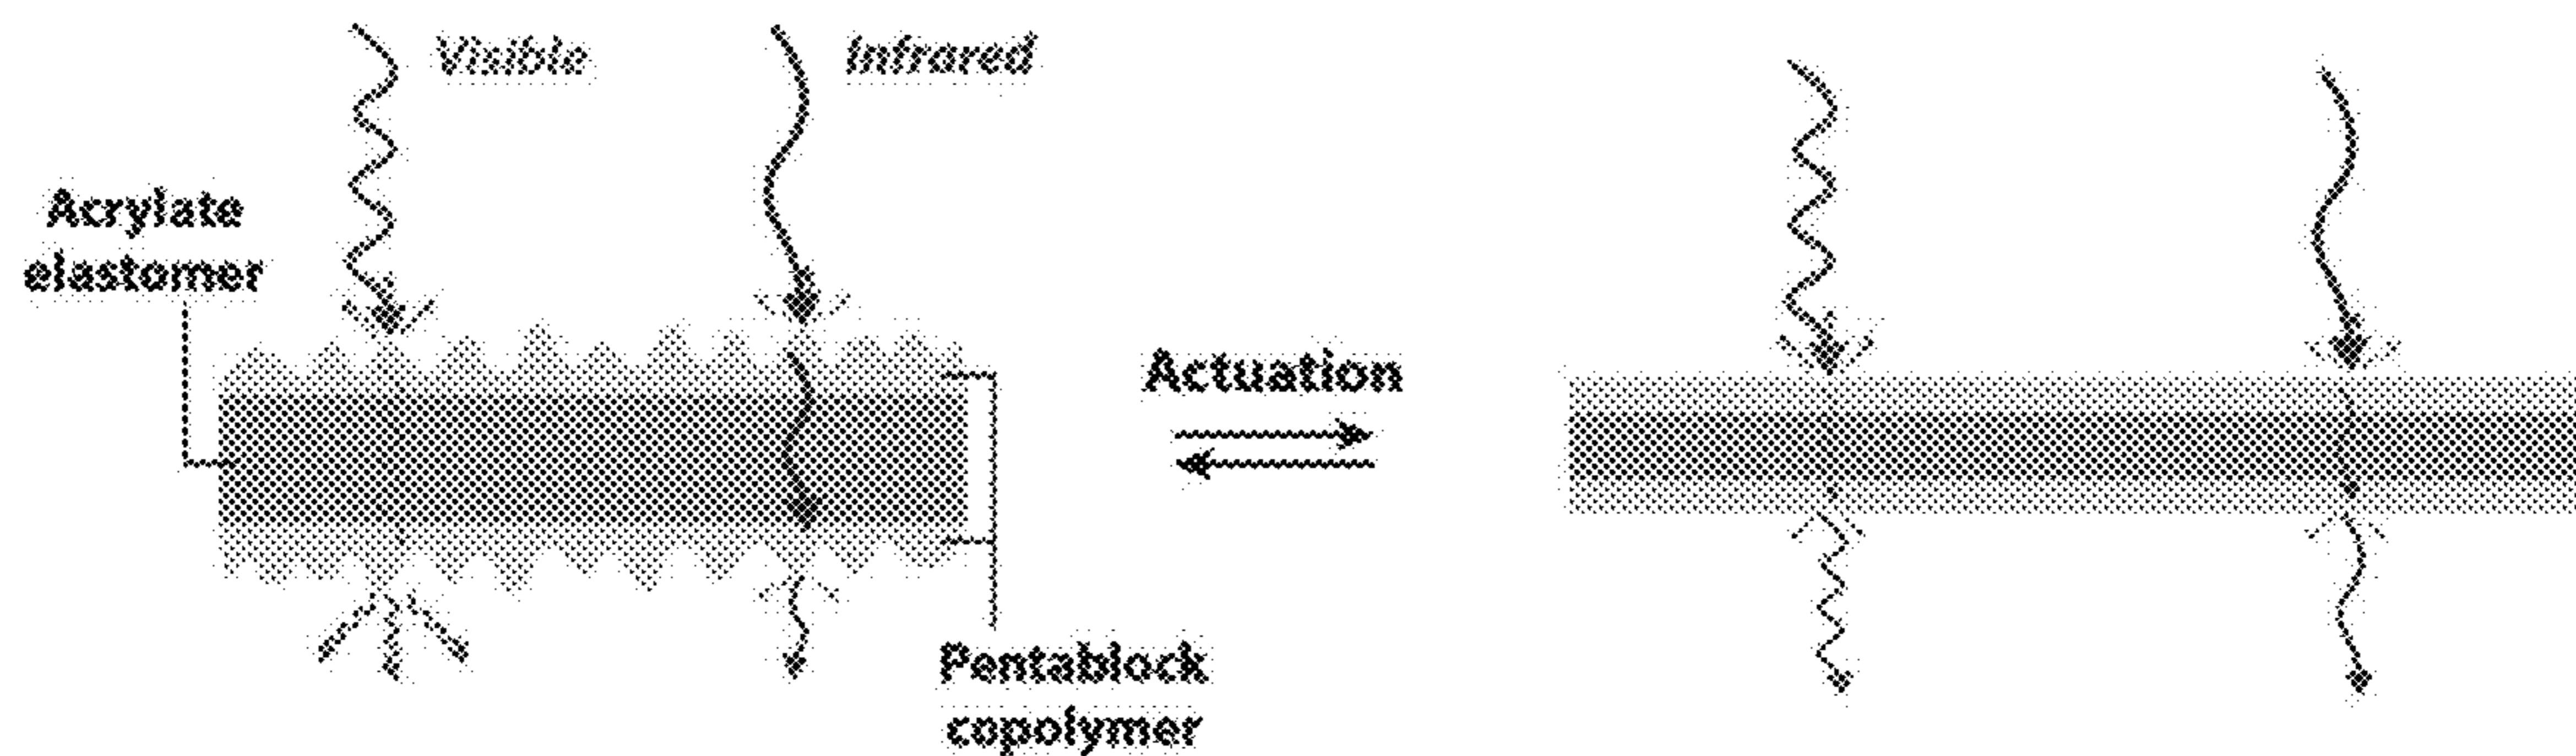 Visible
Infrared
Acrylate
elastomer
Actuation
Pentablock
copolymer